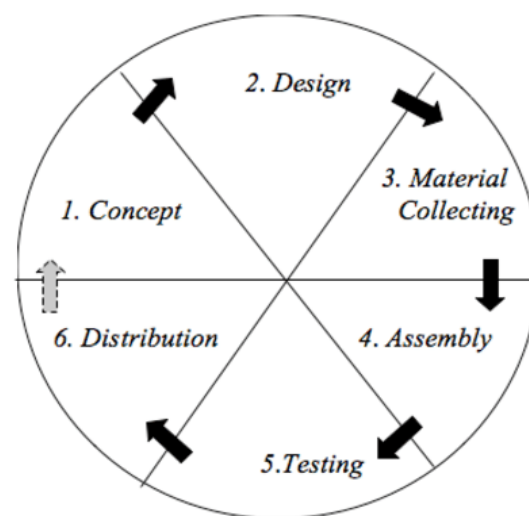 1. Concept
2. Design
3. Material
Collecting
4. Assembly
5.Testing
6. Distribution